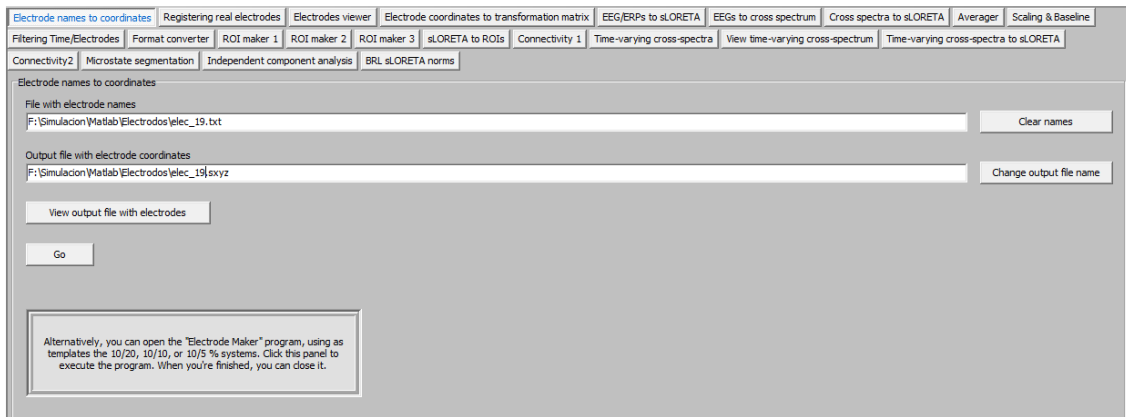 Electrode names to coordinates Registering real electrodes Electrodes viewer Electrode coordinates to transformation matrix EEG/ERPs to sLORETA EEGs to cross spectrum Cross spectra to sLORETA Averager Scaling & Baseline
Filtering Time/Electrodes Format converter ROI maker 1 ROI maker 2 ROI maker 3 sLORETA to ROIs Connectivity 1 Time-varying cross-spectra View time-varying cross-spectrum Time-varying cross-spectra to sLORETA
Connectivity2 Microstate segmentation Independent component analysis BRL sLORETA norms
Electrode names to coordinates
File with electrode names
F:\Simulacion\Matlab\Electrodos\elec_19.txt Clear names
Output file with electrode coordinates
F:\Simulacion\Matlab\Electrodos\elec_19.sxyz Change output file name
View output file with electrodes
Go
Alternatively, you can open the "Electrode Maker" program, using as
templates the 10/20, 10/10, or 10/5 % systems. Click this panel to
execute the program. When you're finished, you can close it.